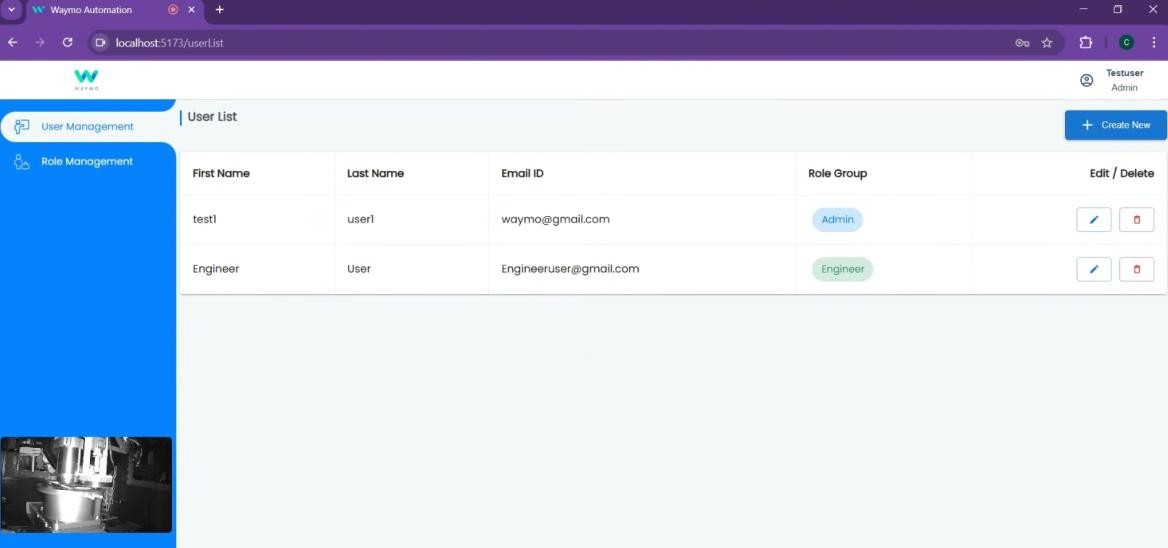 Waymo Automation
localhost:5173/userList
C
WAYMO
Testuser
Admin
User Management
Role Management
User List
Create New
First Name Last Name Email ID Role Group Edit / Delete
test1 user1 waymo@gmail.com Admin
Engineer User Engineeruser@gmail.com Engineer